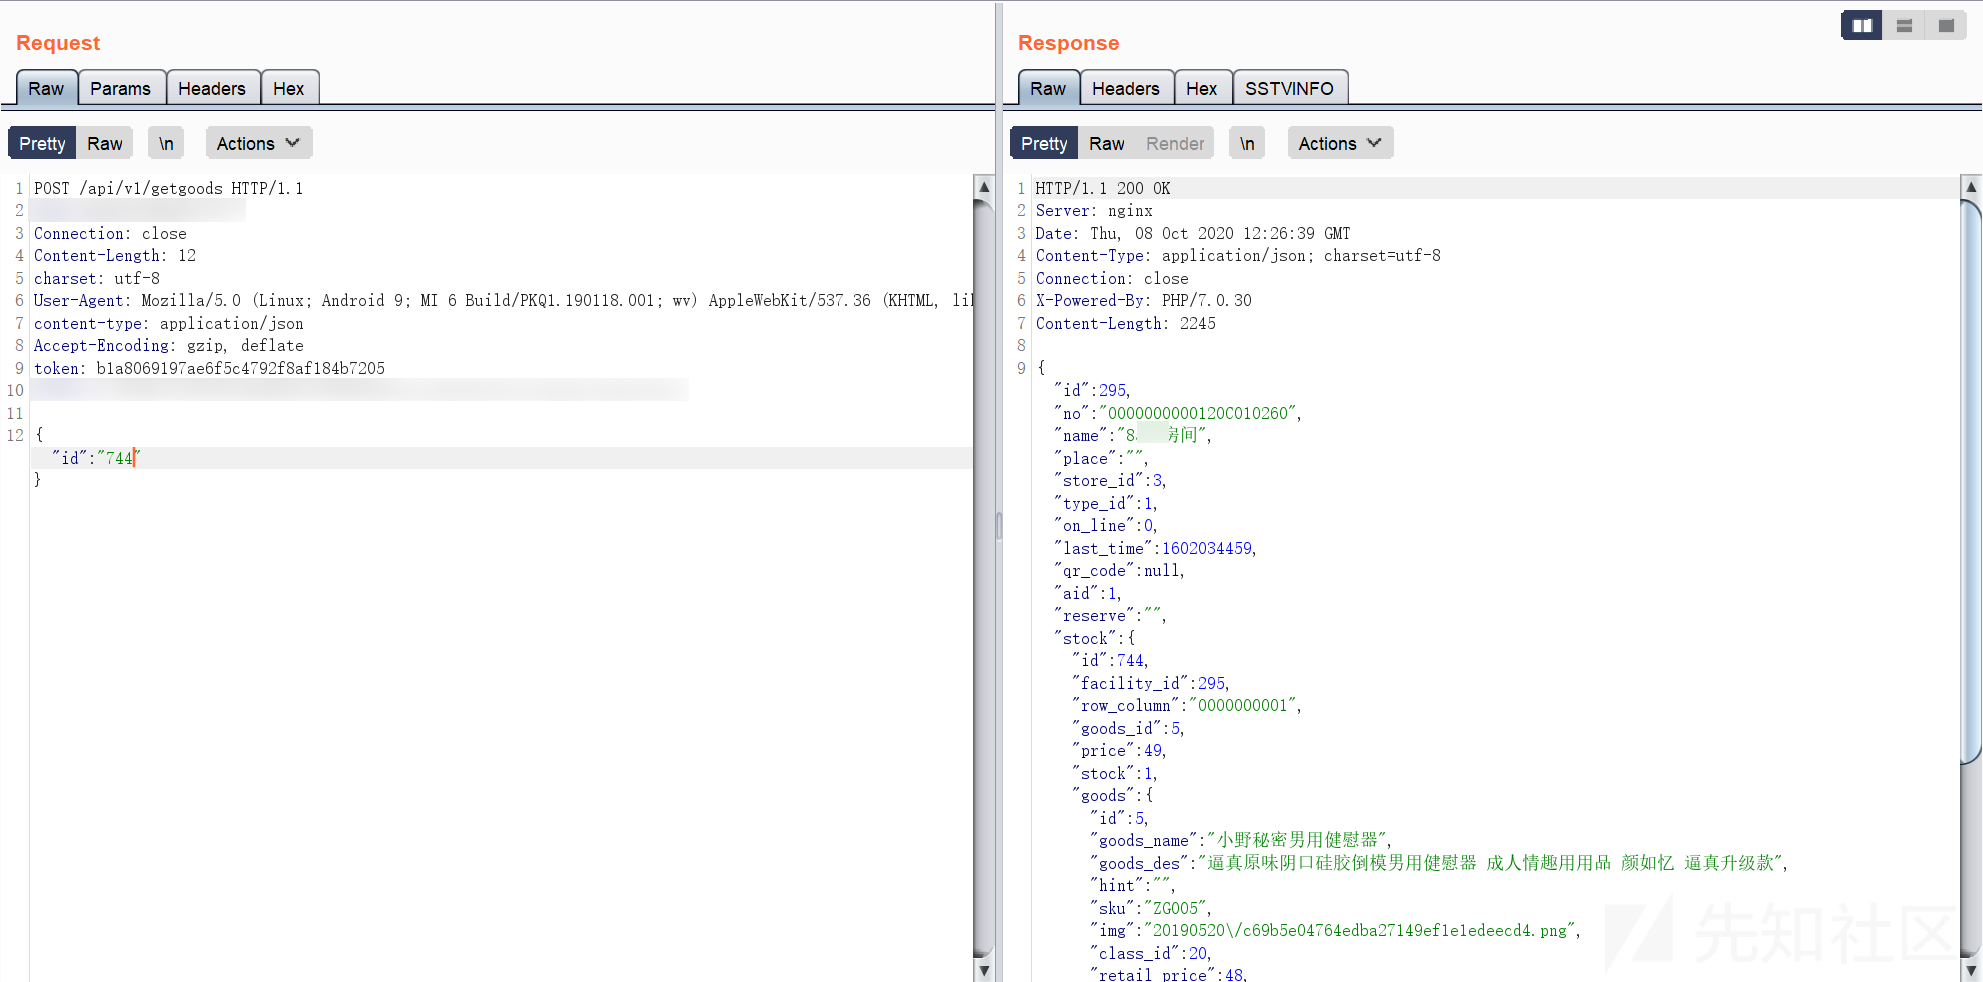 Request
Raw Params Headers Hex
Pretty Raw \n Actions
1 POST /api/v1/getgoods HTTP/1.1
2
3 Connection: close
4 Content-Length: 12
5 charset: utf-8
6 User-Agent: Mozilla/5.0 (Linux; Android 9; MI 6 Build/PKQ1.190118.001; wv) AppleWebKit/537.36 (KHTML, lik
7 content-type: application/json
8 Accept-Encoding: gzip, deflate
9 token: b1a8069197ae6f5c4792f8af184b7205
10
11
12 {
"id":"744"
}
Response
Raw Headers Hex SSTVINFO
Pretty Raw Render \n Actions
1 HTTP/1.1 200 OK
2 Server: nginx
3 Date: Thu, 08 Oct 2020 12:26:39 GMT
4 Content-Type: application/json; charset=utf-8
5 Connection: close
6 X-Powered-By: PHP/7.0.30
7 Content-Length: 2245
8
9 {
"id":295,
"no":"0000000000120C010260",
"name":"8房间",
"place":"",
"store_id":3,
"type_id":1,
"on_line":0,
"last_time":1602034459,
"qr_code":null,
"aid":1,
"reserve":"",
"stock":{
"id":744,
"facility_id":295,
"row_column":"0000000001",
"goods_id":5,
"price":49,
"stock":1,
"goods":{
"id":5,
"goods_name":"小野秘密男用健慰器",
"goods_des":"逼真原味阴口硅胶倒模男用健慰器 成人情趣用用品 颜如忆 逼真升级款",
"hint":"",
"sku":"ZG005",
"img":"20190520\/c69b5e04764edba27149ef1e1edeecd4.png",
"class_id":20,
"retail_price":48,
先知社区